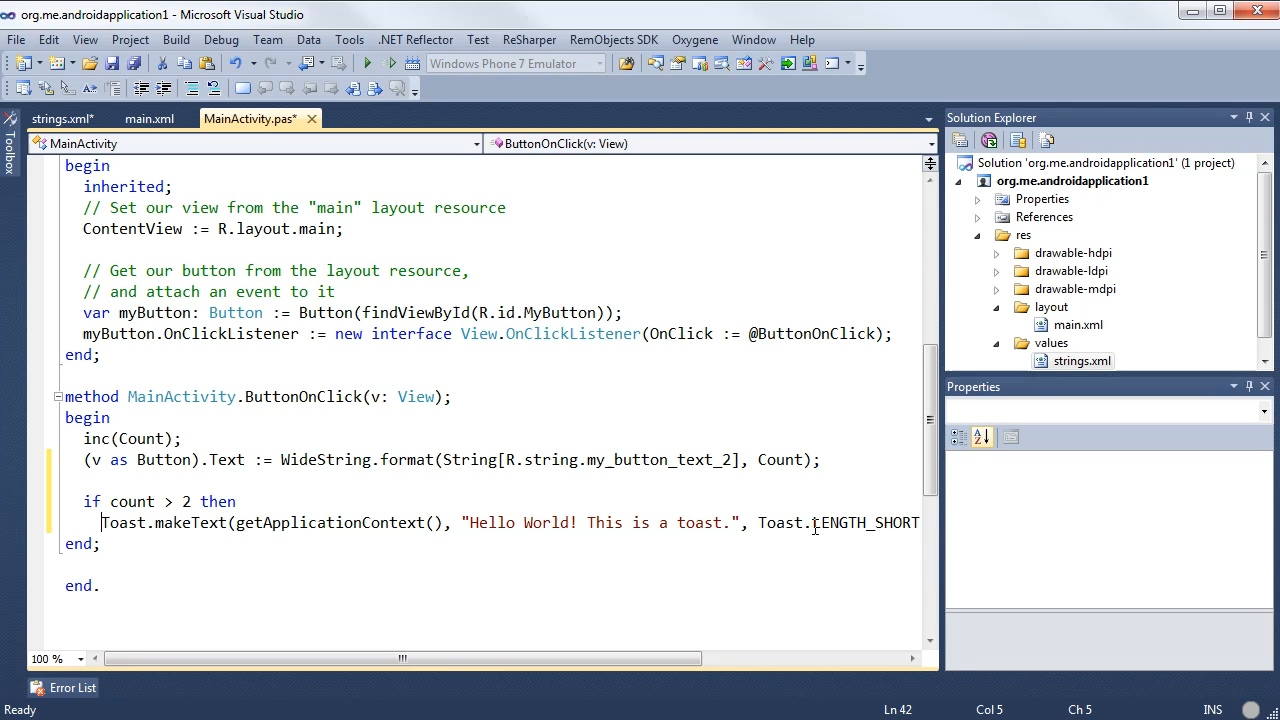 org.me.androidapplication1 - Microsoft Visual Studio
File Edit View Project Build Debug Team Data Tools .NET Reflector Test ReSharper RemObjects SDK Oxygene Window Help
Windows Phone 7 Emulator
Toolbox
strings.xml* main.xml MainActivity.pas*
MainActivity ButtonOnClick(v: View)
begin
inherited;
// Set our view from the "main" layout resource
ContentView := R.layout.main;
// Get our button from the layout resource,
// and attach an event to it
var myButton: Button := Button(findViewById(R.id.MyButton));
myButton.OnClickListener := new interface View.OnClickListener(OnClick := @ButtonOnClick);
end;
method MainActivity.ButtonOnClick(v: View);
begin
inc(Count);
(v as Button).Text := WideString.format(String[R.string.my_button_text_2], Count);
if count > 2 then
Toast.makeText(getApplicationContext(), "Hello World! This is a toast.", Toast.LENGTH_SHORT
end;
end.
100 %
Error List
Solution Explorer
Solution 'org.me.androidapplication1' (1 project)
org.me.androidapplication1
Properties
References
res
drawable-hdpi
drawable-ldpi
drawable-mdpi
layout
main.xml
values
strings.xml
Properties
Ready Ln 42 Col 5 Ch 5 INS